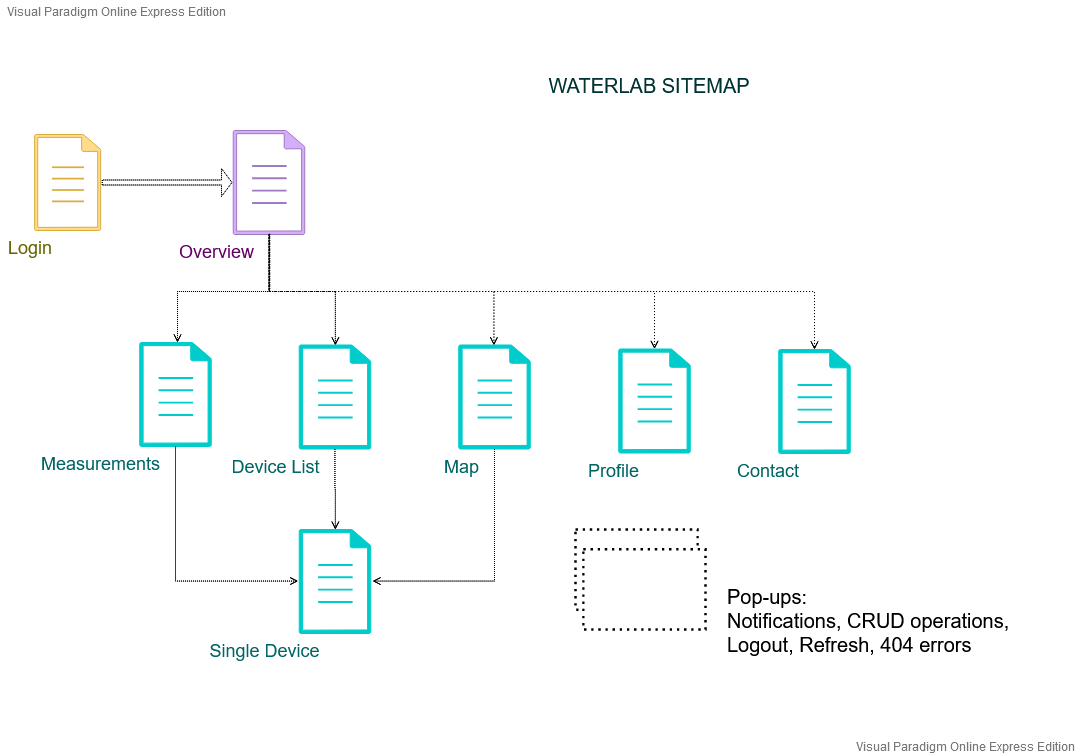 Visual Paradigm Online Express Edition
WATERLAB SITEMAP
Login
Overview
Measurements
Device List
Map
Profile
Contact
Single Device
Pop-ups:
Notifications, CRUD operations,
Logout, Refresh, 404 errors
Visual Paradigm Online Express Edition